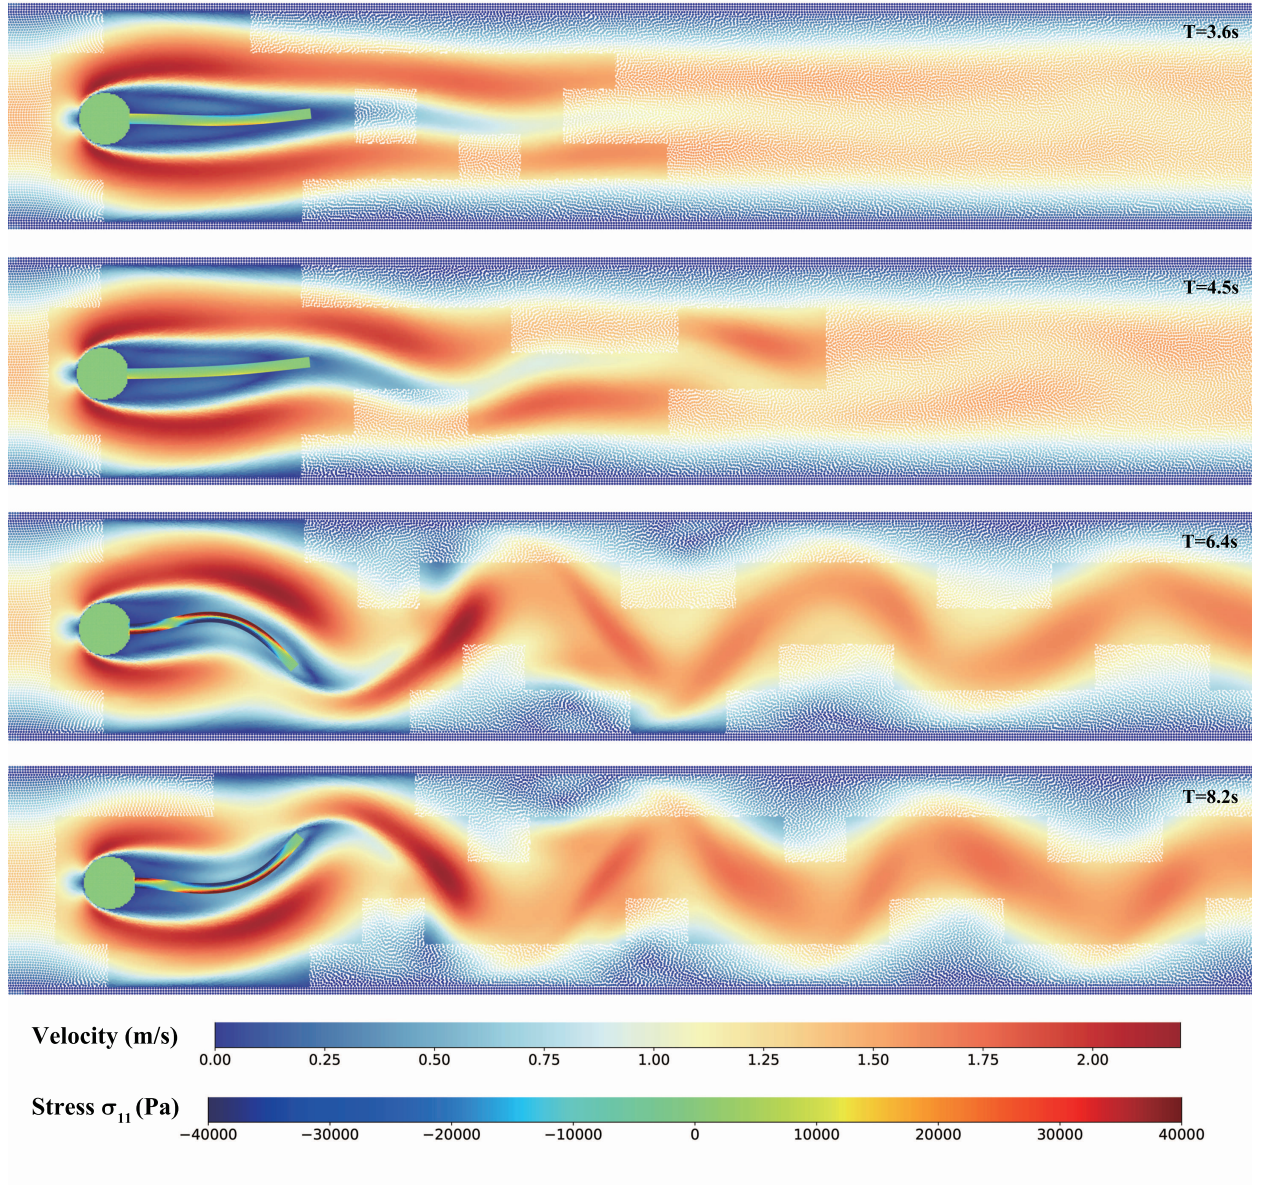 T=3.6s
T=4.5s
T=6.4s
T=8.2s
Velocity (m/s)
0.00 0.25 0.50 0.75 1.00 1.25 1.50 1.75 2.00
Stress σ₁₁ (Pa)
−40000 −30000 −20000 −10000 0 10000 20000 30000 40000